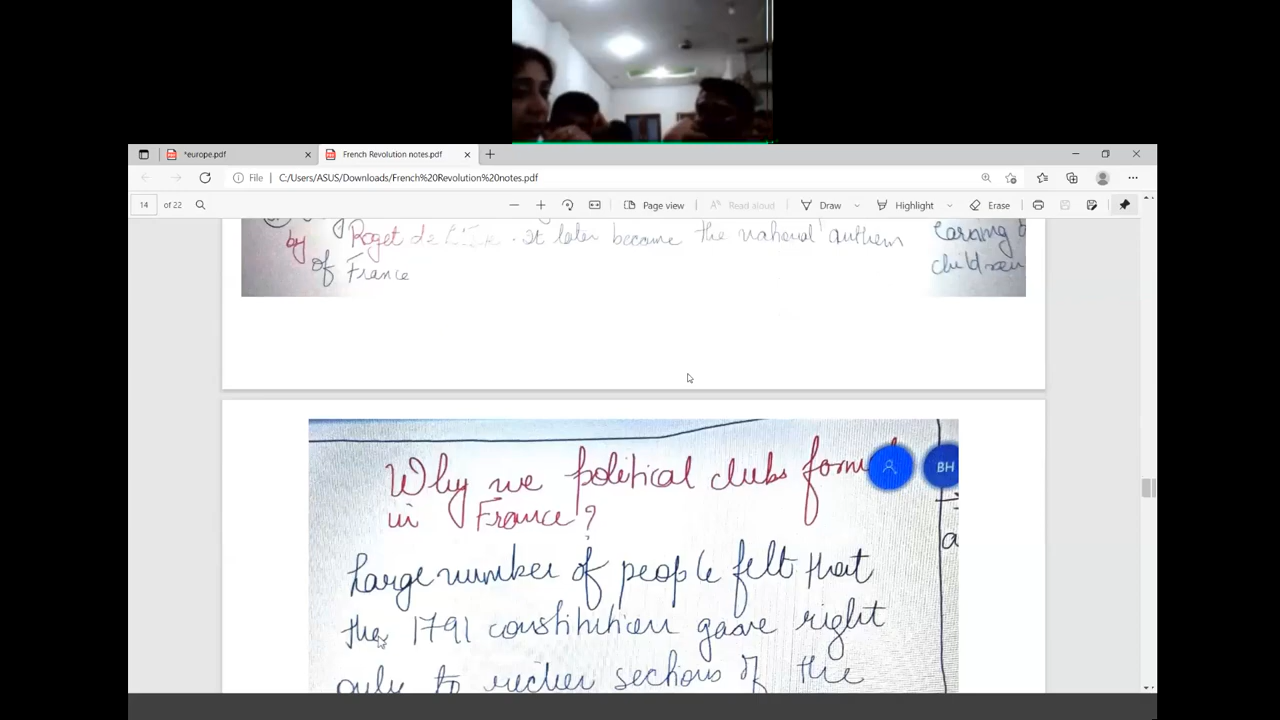 *europe.pdf
French Revolution notes.pdf
File C:/Users/ASUS/Downloads/French%20Revolution%20notes.pdf
14 of 22 Page view Read aloud Draw Highlight Erase
by Roget de . It later become the national anthem
of France
children
Why we political clubs
in France?
BH
Large number of people felt that
the 1791 constitution gave right
only to richer sections of the